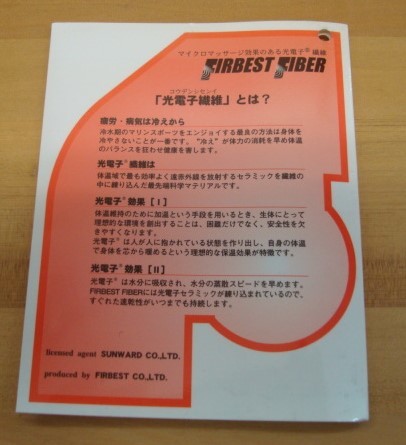 マイクロマッサージ効果のある光電子®繊維
FIRBEST FIBER
コウデンシセンイ
「光電子繊維」とは?
疲労・病気は冷えから
冷水期のマリンスポーツをエンジョイする最良の方法は身体を
冷やさないことが一番です。“冷え”が体力の消耗を早め体温
のバランスを狂わせ健康を害します。
光電子®繊維は
体温域で最も効率よく遠赤外線を放射するセラミックを繊維の
中に練り込んだ最先端科学マテリアルです。
光電子®効果[I]
体温維持のために加温という手段を用いるとき、生体にとって
理想的な環境を創出することは、困難だけでなく、安全性を欠
きやすくなります。
光電子®は人が人に抱かれている状態を作り出し、自身の体温
で身体を芯から暖めるという理想的な保温効果が特徴です。
光電子®効果[II]
光電子®は水分に吸収され、水分の蒸散スピードを早めます。
FIRBEST FIBERには光電子セラミックが練り込まれているので、
すぐれた速乾性がいつまでも持続します。
licensed agent SUNWARD CO.,LTD.
produced by FIRBEST CO.,LTD.